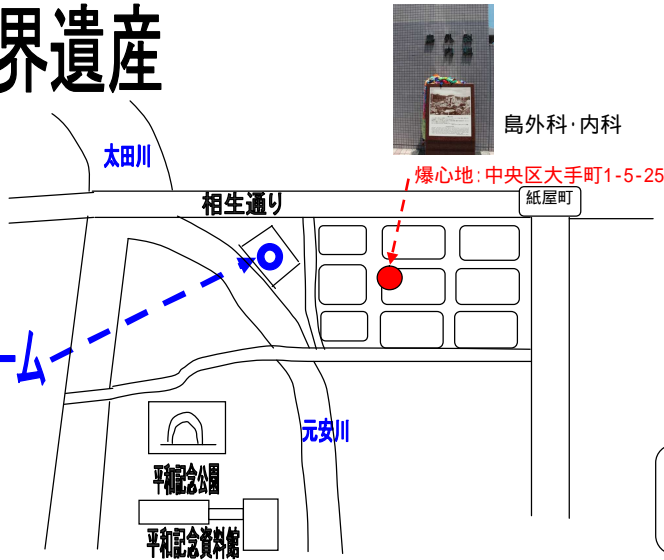 界遺産
島外科･内科
太田川
爆心地:中央区大手町1-5-25
相生通り
紙屋町
ーム
元安川
平和記念公園
平和記念資料館